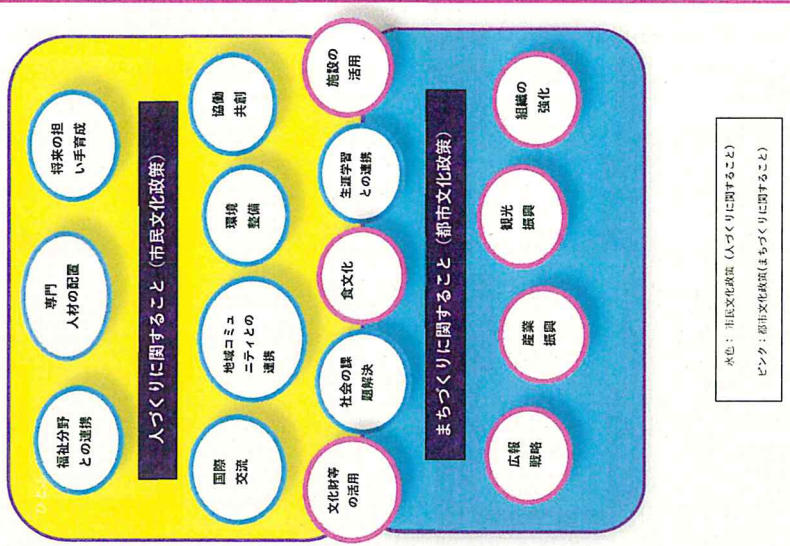 福祉分野
との連携
専門
人材の配置
将来の担
い手育成
人づくりに関すること（市民文化政策）
国際
交流
地域コミュ
ニティとの
連携
環境
整備
協働
共創
文化財等
の活用
社会の課
題解決
食文化
生涯学習
との連携
施設の
活用
まちづくりに関すること（都市文化政策）
広報
戦略
産業
振興
観光
振興
組織の
強化
水色：市民文化政策（人づくりに関すること）
ピンク：都市文化政策（まちづくりに関すること）